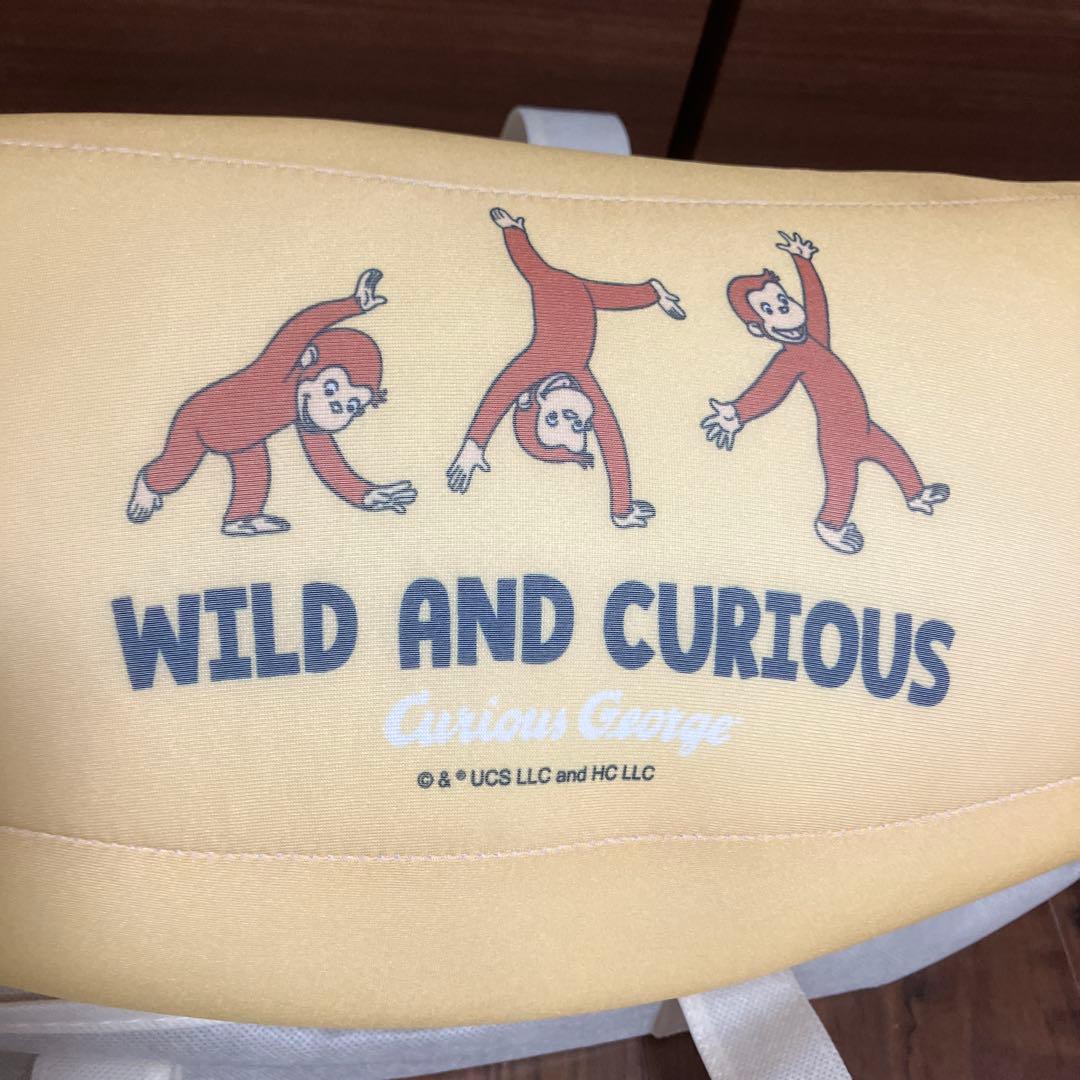 WILD AND CURIOUS
Curious George
© & ® UCS LLC and HC LLC